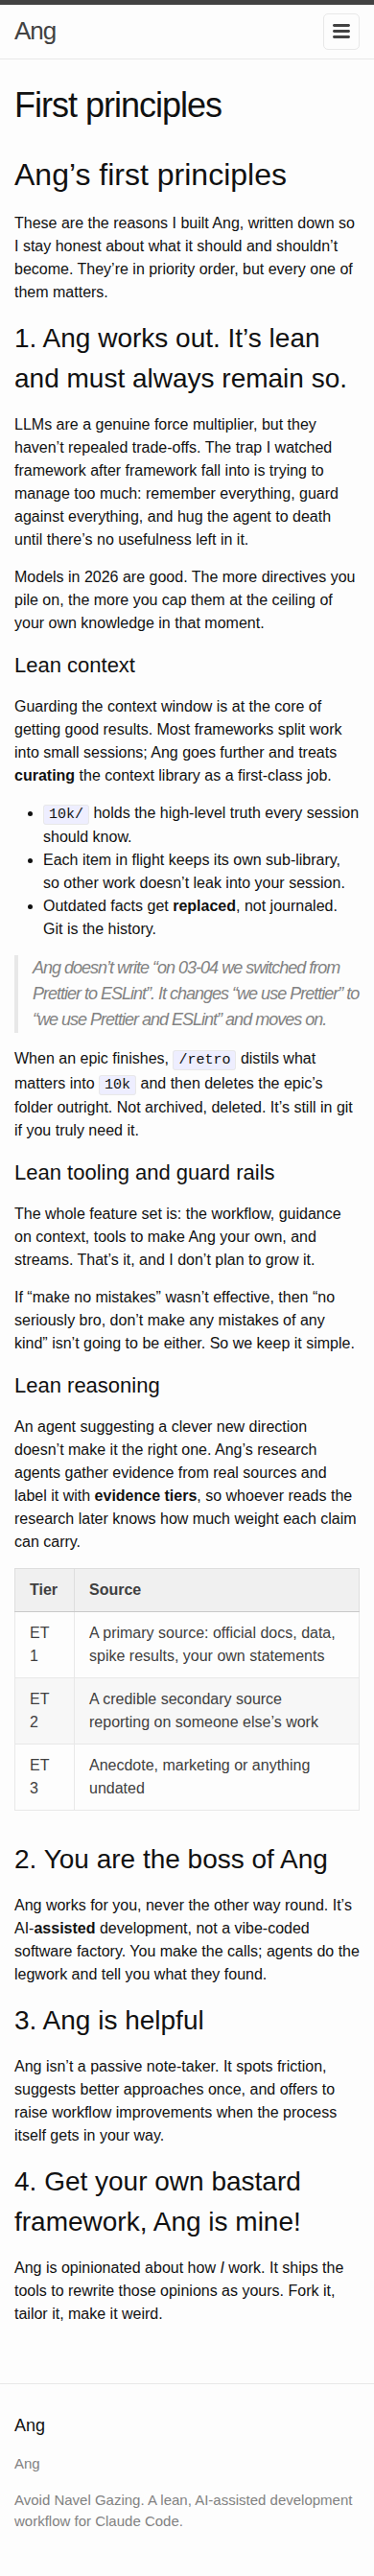 Ang
First principles
Ang’s first principles
These are the reasons I built Ang, written down so
I stay honest about what it should and shouldn’t
become. They’re in priority order, but every one of
them matters.
1. Ang works out. It’s lean
and must always remain so.
LLMs are a genuine force multiplier, but they
haven’t repealed trade-offs. The trap I watched
framework after framework fall into is trying to
manage too much: remember everything, guard
against everything, and hug the agent to death
until there’s no usefulness left in it.
Models in 2026 are good. The more directives you
pile on, the more you cap them at the ceiling of
your own knowledge in that moment.
Lean context
Guarding the context window is at the core of
getting good results. Most frameworks split work
into small sessions; Ang goes further and treats
curating the context library as a first-class job.
• 10k/ holds the high-level truth every session
should know.
• Each item in flight keeps its own sub-library,
so other work doesn’t leak into your session.
• Outdated facts get replaced, not journaled.
Git is the history.
Ang doesn’t write “on 03-04 we switched from
Prettier to ESLint”. It changes “we use Prettier” to
“we use Prettier and ESLint” and moves on.
When an epic finishes, /retro distils what
matters into 10k and then deletes the epic’s
folder outright. Not archived, deleted. It’s still in git
if you truly need it.
Lean tooling and guard rails
The whole feature set is: the workflow, guidance
on context, tools to make Ang your own, and
streams. That’s it, and I don’t plan to grow it.
If “make no mistakes” wasn’t effective, then “no
seriously bro, don’t make any mistakes of any
kind” isn’t going to be either. So we keep it simple.
Lean reasoning
An agent suggesting a clever new direction
doesn’t make it the right one. Ang’s research
agents gather evidence from real sources and
label it with evidence tiers, so whoever reads the
research later knows how much weight each claim
can carry.
Tier Source
ET 1 A primary source: official docs, data,
spike results, your own statements
ET 2 A credible secondary source
reporting on someone else’s work
ET 3 Anecdote, marketing or anything
undated
2. You are the boss of Ang
Ang works for you, never the other way round. It’s
AI-assisted development, not a vibe-coded
software factory. You make the calls; agents do the
legwork and tell you what they found.
3. Ang is helpful
Ang isn’t a passive note-taker. It spots friction,
suggests better approaches once, and offers to
raise workflow improvements when the process
itself gets in your way.
4. Get your own bastard
framework, Ang is mine!
Ang is opinionated about how I work. It ships the
tools to rewrite those opinions as yours. Fork it,
tailor it, make it weird.
Ang
Ang
Avoid Navel Gazing. A lean, AI-assisted development
workflow for Claude Code.